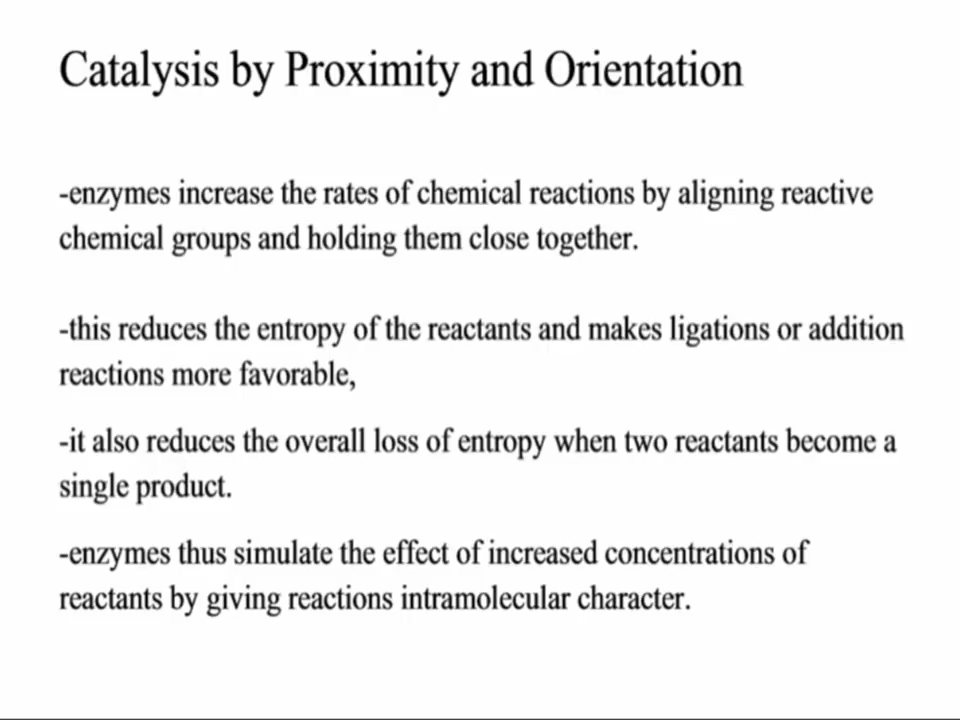 Catalysis by Proximity and Orientation
-enzymes increase the rates of chemical reactions by aligning reactive
chemical groups and holding them close together.
-this reduces the entropy of the reactants and makes ligations or addition
reactions more favorable,
-it also reduces the overall loss of entropy when two reactants become a
single product.
-enzymes thus simulate the effect of increased concentrations of
reactants by giving reactions intramolecular character.